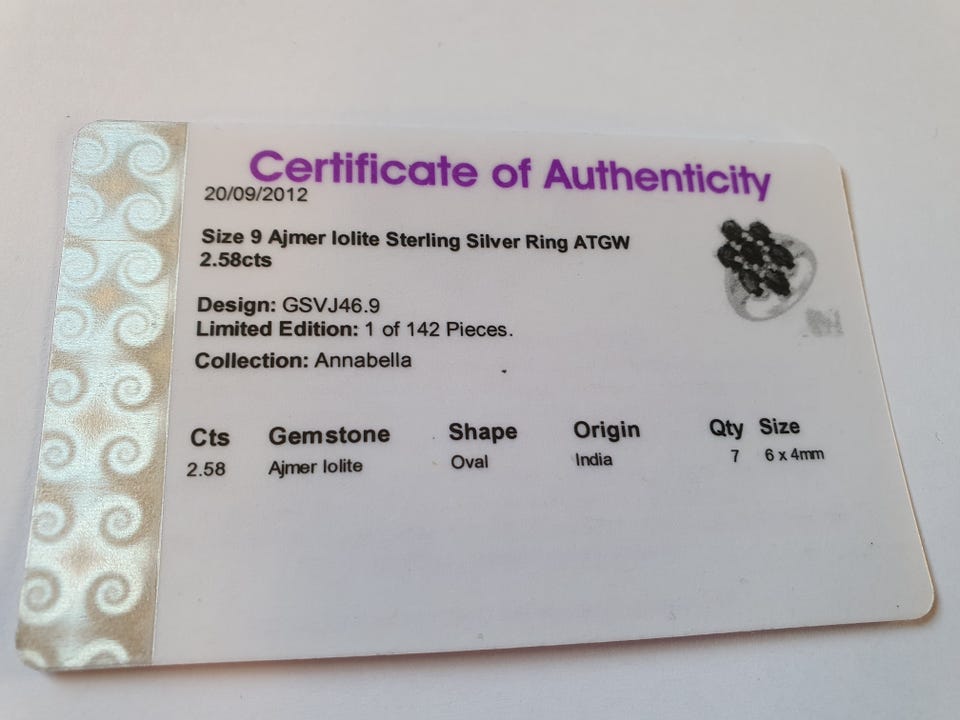 Certificate of Authenticity
20/09/2012
Size 9 Ajmer Iolite Sterling Silver Ring ATGW
2.58cts
Design: GSVJ46.9
Limited Edition: 1 of 142 Pieces.
Collection: Annabella
Cts Gemstone Shape Origin Qty Size
2.58 Ajmer Iolite Oval India 7 6 x 4mm